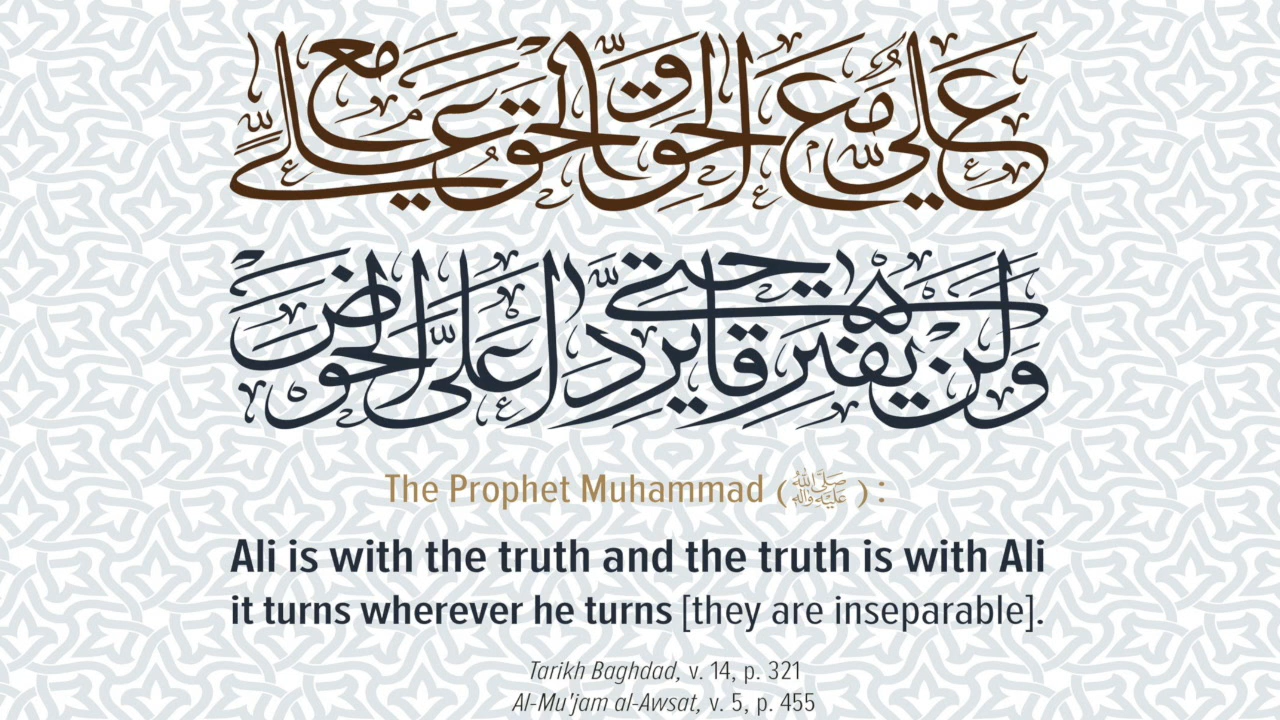 علي مع الحق والحق مع علي
ولن يفترقا حتى يردا علي الحوض
The Prophet Muhammad (صلى الله عليه وآله) :
Ali is with the truth and the truth is with Ali
it turns wherever he turns [they are inseparable].
Tarikh Baghdad, v. 14, p. 321
Al-Mu'jam al-Awsat, v. 5, p. 455